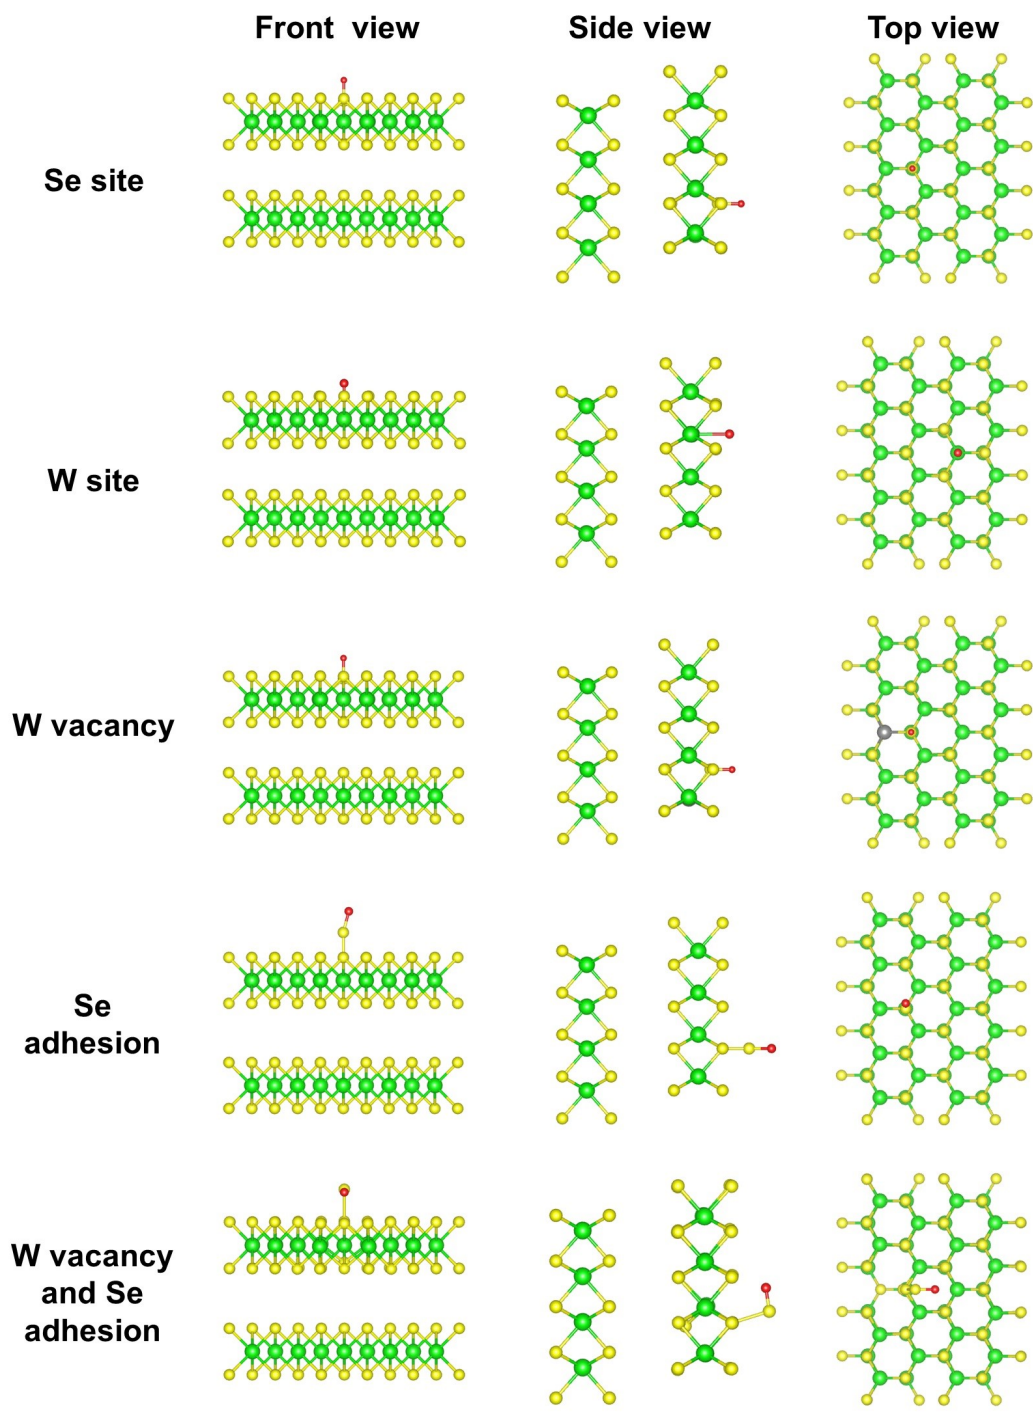 Front view
Side view
Top view
Se site
W site
W vacancy
Se
adhesion
W vacancy
and Se
adhesion